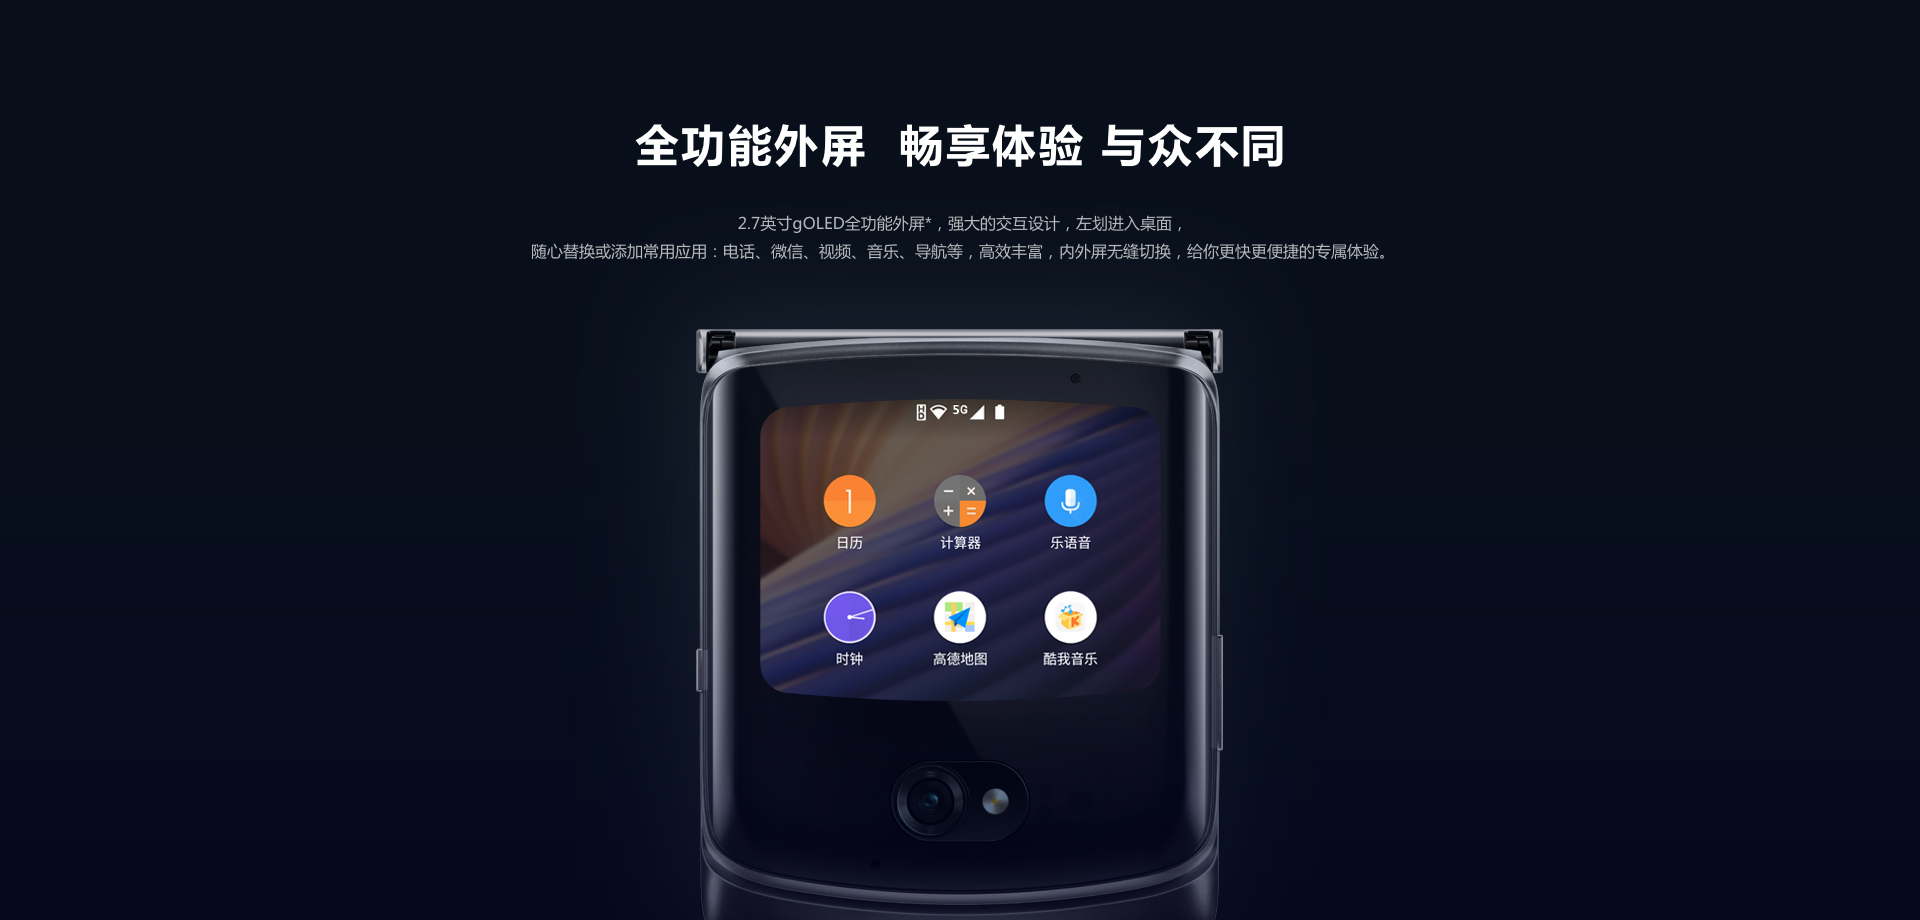 全功能外屏 畅享体验 与众不同
2.7英寸gOLED全功能外屏*，强大的交互设计，左划进入桌面，
随心替换或添加常用应用：电话、微信、视频、音乐、导航等，高效丰富，内外屏无缝切换，给你更快更便捷的专属体验。
HD 5G
1
− × + =
日历 计算器 乐语音
K
时钟 高德地图 酷我音乐